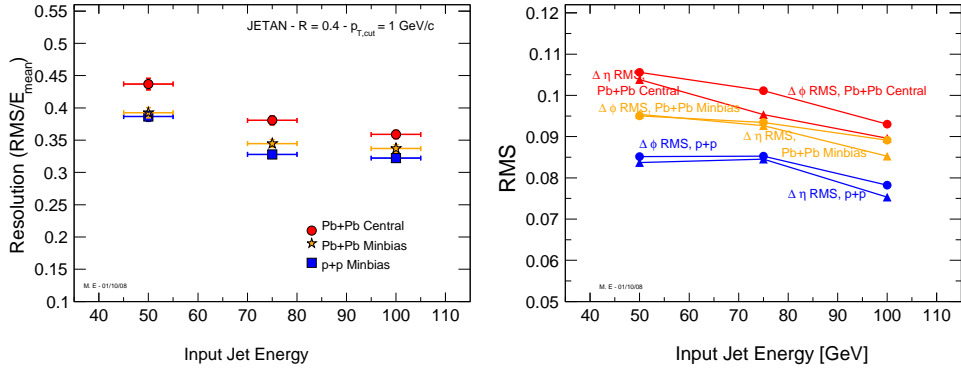 JETAN - R = 0.4 - p_T,cut = 1 GeV/c
0.55
0.5
0.45
0.4
0.35
0.3
0.25
0.2
0.15
0.1
Resolution (RMS/E_mean)
Pb+Pb Central
Pb+Pb Minbias
p+p Minbias
M. E - 01/10/08
40 50 60 70 80 90 100 110
Input Jet Energy
0.12
0.11
0.1
0.09
0.08
0.07
0.06
0.05
RMS
Δ η RMS,
Pb+Pb Central
Δ ϕ RMS, Pb+Pb Central
Δ ϕ RMS, Pb+Pb Minbias
Δ η RMS,
Pb+Pb Minbias
Δ ϕ RMS, p+p
Δ η RMS, p+p
M. E - 01/10/08
40 50 60 70 80 90 100 110
Input Jet Energy [GeV]